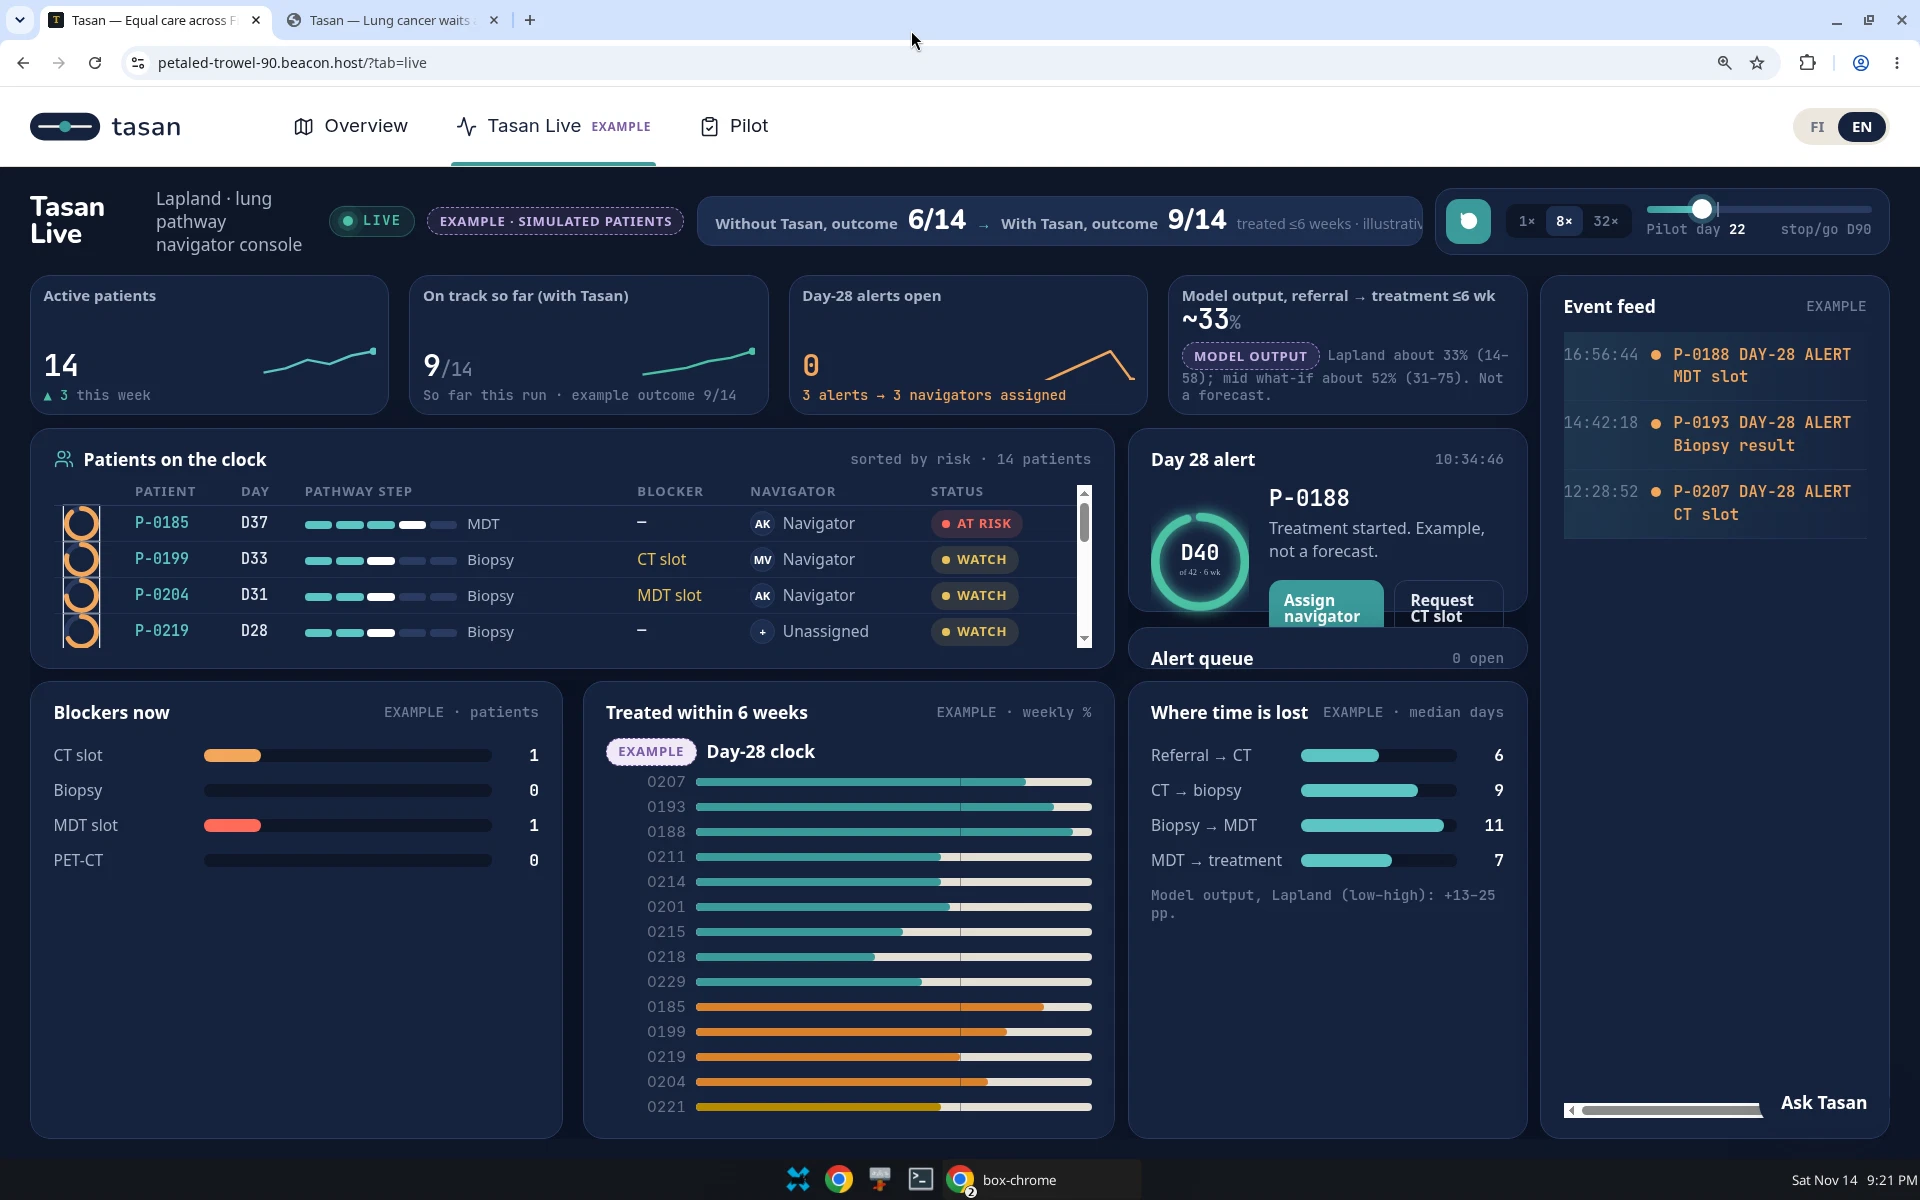 Tasan — Equal care across F
Tasan — Lung cancer waits
petaled-trowel-90.beacon.host/?tab=live
tasan
Overview
Tasan Live EXAMPLE
Pilot
FI EN
Tasan Live
Lapland · lung pathway navigator console
LIVE
EXAMPLE · SIMULATED PATIENTS
Without Tasan, outcome 6/14 → With Tasan, outcome 9/14 treated ≤6 weeks · illustrativ
1× 8× 32×
Pilot day 22 stop/go D90
Active patients
14
▲ 3 this week
On track so far (with Tasan)
9/14
So far this run · example outcome 9/14
Day-28 alerts open
0
3 alerts → 3 navigators assigned
Model output, referral → treatment ≤6 wk
~33%
MODEL OUTPUT Lapland about 33% (14–
58); mid what-if about 52% (31–75). Not
a forecast.
Event feed EXAMPLE
16:56:44 P-0188 DAY-28 ALERT
MDT slot
14:42:18 P-0193 DAY-28 ALERT
Biopsy result
12:28:52 P-0207 DAY-28 ALERT
CT slot
Ask Tasan
Patients on the clock sorted by risk · 14 patients
PATIENT DAY PATHWAY STEP BLOCKER NAVIGATOR STATUS
P-0185 D37 MDT — AK Navigator AT RISK
P-0199 D33 Biopsy CT slot MV Navigator WATCH
P-0204 D31 Biopsy MDT slot AK Navigator WATCH
P-0219 D28 Biopsy — + Unassigned WATCH
Day 28 alert 10:34:46
P-0188
Treatment started. Example,
not a forecast.
D40
of 42 · 6 wk
Assign navigator
Request CT slot
Alert queue 0 open
Blockers now EXAMPLE · patients
CT slot 1
Biopsy 0
MDT slot 1
PET-CT 0
Treated within 6 weeks EXAMPLE · weekly %
EXAMPLE Day-28 clock
0207
0193
0188
0211
0214
0201
0215
0218
0229
0185
0199
0219
0204
0221
Where time is lost EXAMPLE · median days
Referral → CT 6
CT → biopsy 9
Biopsy → MDT 11
MDT → treatment 7
Model output, Lapland (low–high): +13–25
pp.
box-chrome
2
Sat Nov 14 9:21 PM